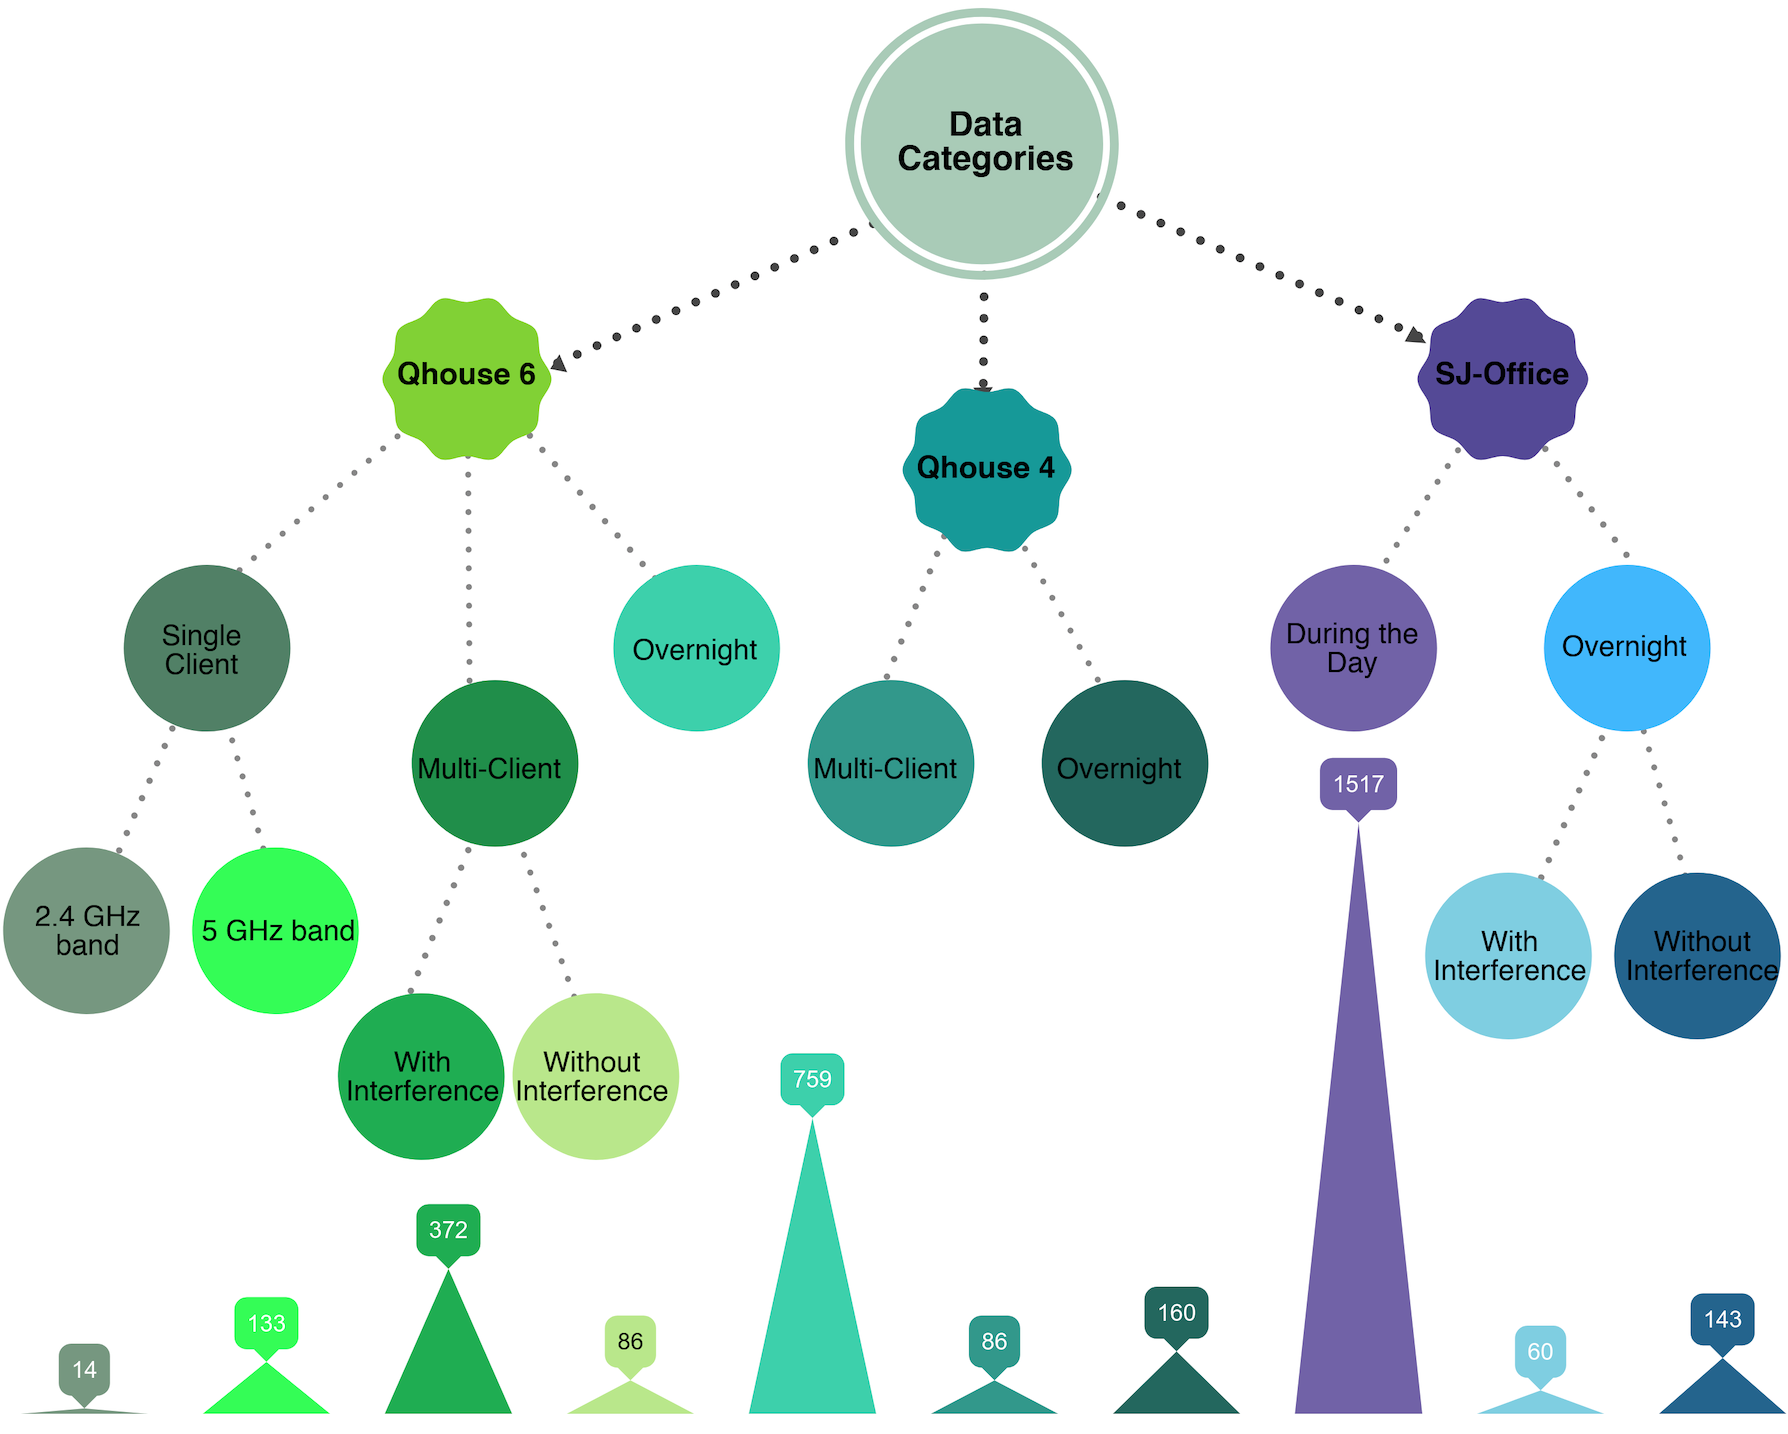 Data
Categories
Qhouse 6
Qhouse 4
SJ-Office
Single
Client
Multi-Client
Overnight
Multi-Client
Overnight
During the
Day
Overnight
2.4 GHz
band
5 GHz band
With
Interference
Without
Interference
With
Interference
Without
Interference
14
133
372
86
759
86
160
1517
60
143